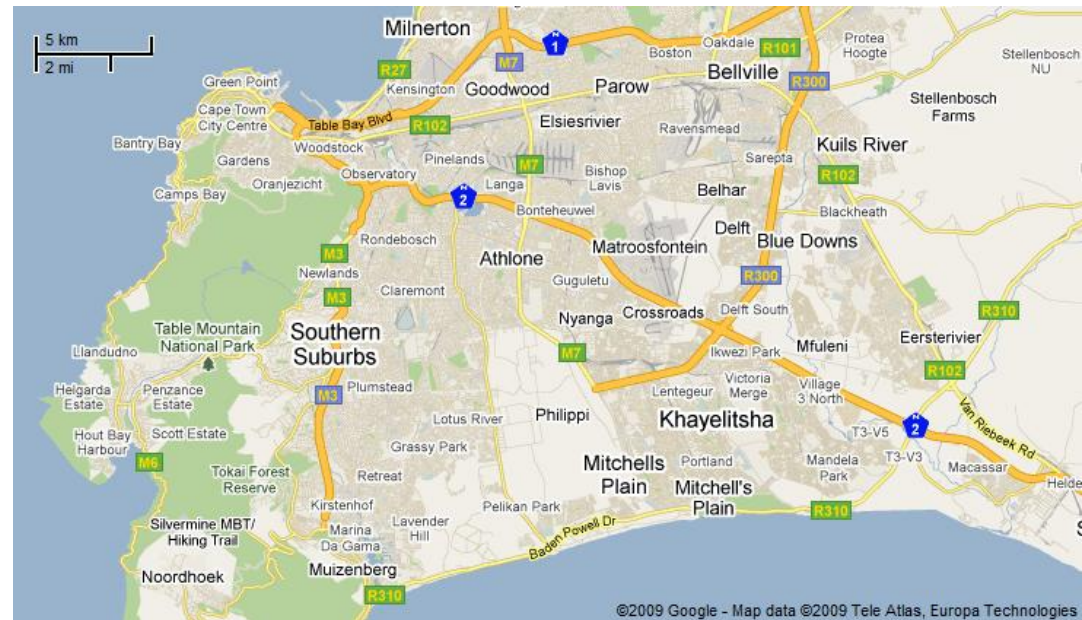 5 km
2 mi
Milnerton
N
1
Boston
Oakdale
R101
Protea
Hoogte
Stellenbosch
NU
R27
M7
Bellville
R300
Green Point
Kensington
Goodwood
Parow
Stellenbosch
Farms
Cape Town
City Centre
Table Bay Blvd
R102
Elsiesrivier
Ravensmead
Bantry Bay
Woodstock
Kuils River
Gardens
Observatory
Pinelands
M7
Bishop
Lavis
Sarepta
R102
Camps Bay
Oranjezicht
N
2
Langa
Belhar
Bonteheuwel
Blackheath
Rondebosch
M3
Athlone
Matroosfontein
Delft
Blue Downs
Newlands
M3
Claremont
Guguletu
R300
Table Mountain
National Park
Southern
Suburbs
Nyanga
Crossroads
Delft South
R310
Llandudno
M7
Ikwezi Park
Mfuleni
Eersterivier
Helgarda
Estate
Penzance
Estate
M3
Plumstead
Lentegeur
Victoria
Merge
Village
3 North
R102
Hout Bay
Harbour
Scott Estate
Lotus River
Philippi
Khayelitsha
N
2
Van Riebeek Rd
M6
Grassy Park
T3-V5
T3-V3
Tokai Forest
Reserve
Retreat
Mitchells
Plain
Portland
Mandela
Park
Macassar
Helde
Kirstenhof
Pelikan Park
Mitchell's
Plain
R310
Silvermine MBT/
Hiking Trail
Marina
Da Gama
Lavender
Hill
Baden Powell Dr
S
Noordhoek
Muizenberg
R310
©2009 Google - Map data ©2009 Tele Atlas, Europa Technologies